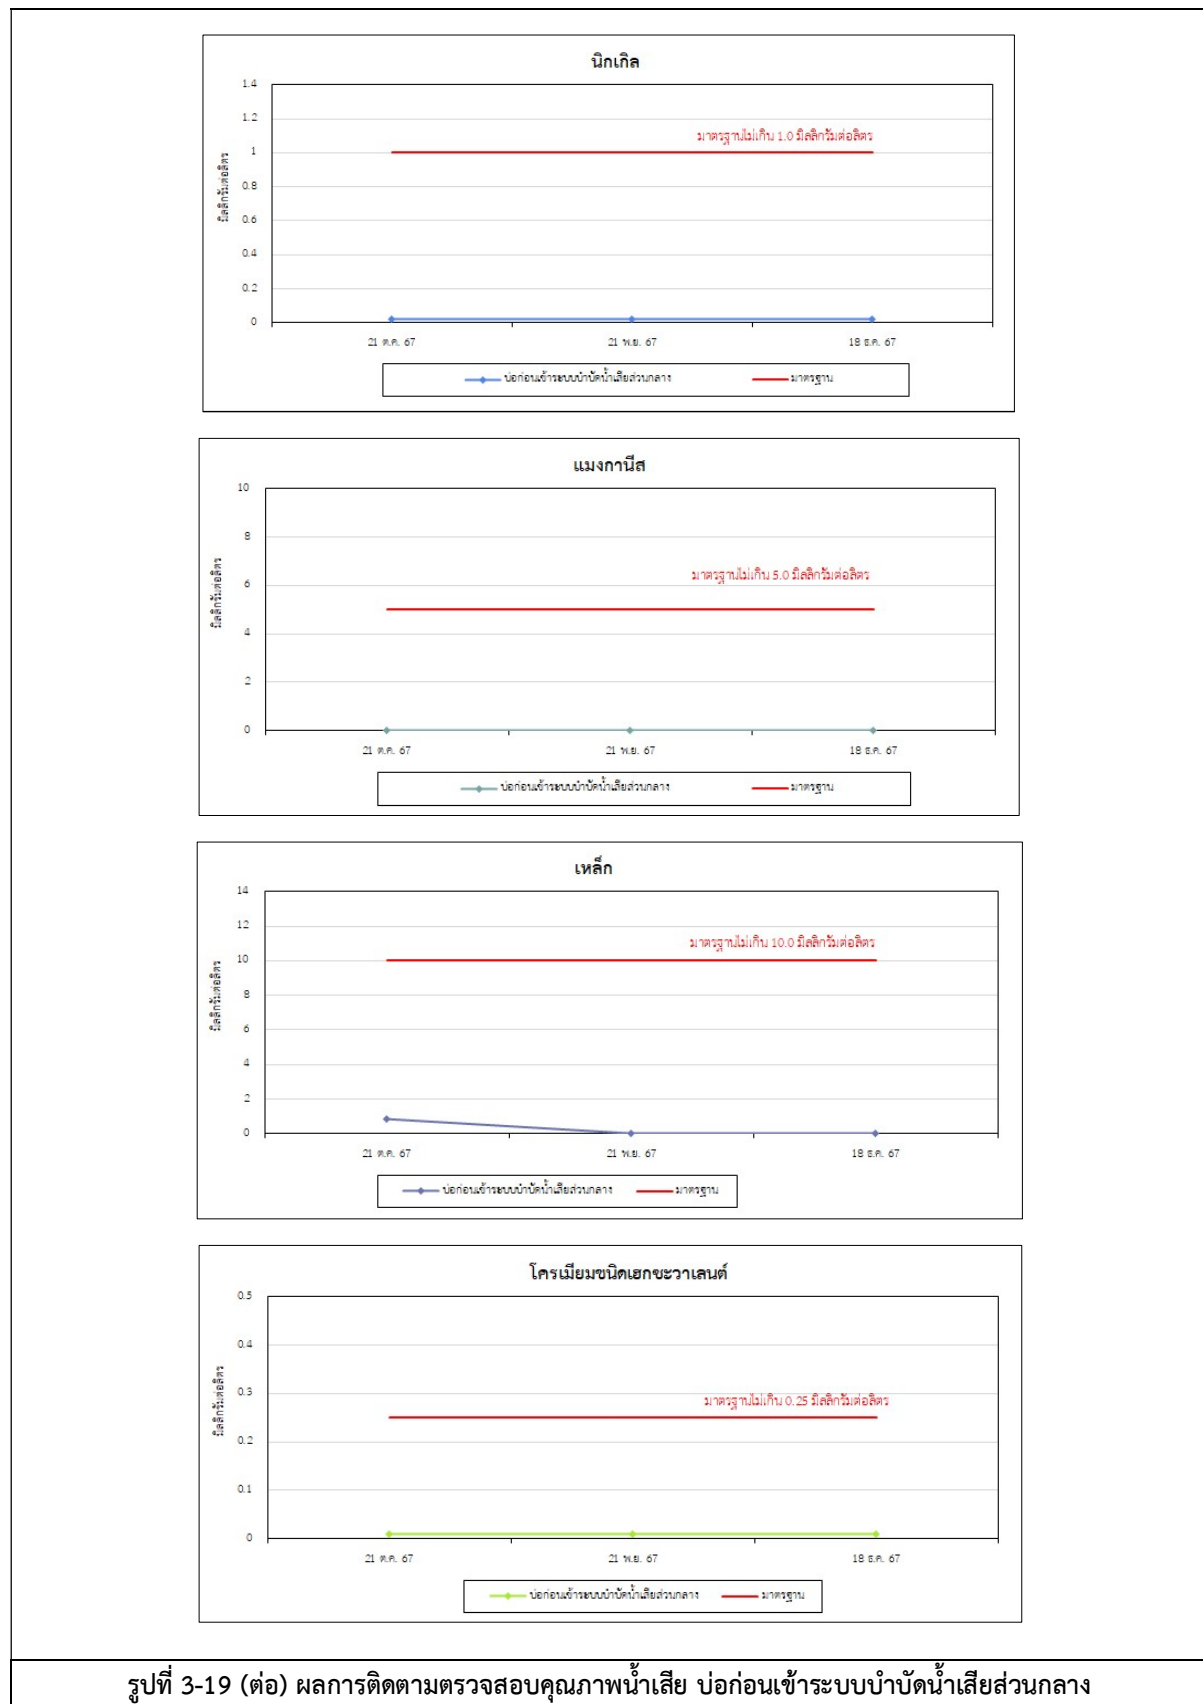 นิกเกิล
1.4
1.2
มาตรฐานไม่เกิน 1.0 มิลลิกรัมต่อลิตร
1
0.8
มิลลิกรัมต่อลิตร
0.6
0.4
0.2
0
21 ต.ค. 67 21 พ.ย. 67 18 ธ.ค. 67
บ่อก่อนเข้าระบบบำบัดน้ำเสียส่วนกลาง มาตรฐาน
แมงกานีส
10
8
มาตรฐานไม่เกิน 5.0 มิลลิกรัมต่อลิตร
6
มิลลิกรัมต่อลิตร
4
2
0
21 ต.ค. 67 21 พ.ย. 67 18 ธ.ค. 67
บ่อก่อนเข้าระบบบำบัดน้ำเสียส่วนกลาง มาตรฐาน
เหล็ก
14
12
มาตรฐานไม่เกิน 10.0 มิลลิกรัมต่อลิตร
10
8
มิลลิกรัมต่อลิตร
6
4
2
0
21 ต.ค. 67 21 พ.ย. 67 18 ธ.ค. 67
บ่อก่อนเข้าระบบบำบัดน้ำเสียส่วนกลาง มาตรฐาน
โครเมียมชนิดเฮกซะวาเลนต์
0.5
0.4
0.3
มาตรฐานไม่เกิน 0.25 มิลลิกรัมต่อลิตร
มิลลิกรัมต่อลิตร
0.2
0.1
0
21 ต.ค. 67 21 พ.ย. 67 18 ธ.ค. 67
บ่อก่อนเข้าระบบบำบัดน้ำเสียส่วนกลาง มาตรฐาน
รูปที่ 3-19 (ต่อ) ผลการติดตามตรวจสอบคุณภาพน้ำเสีย บ่อก่อนเข้าระบบบำบัดน้ำเสียส่วนกลาง